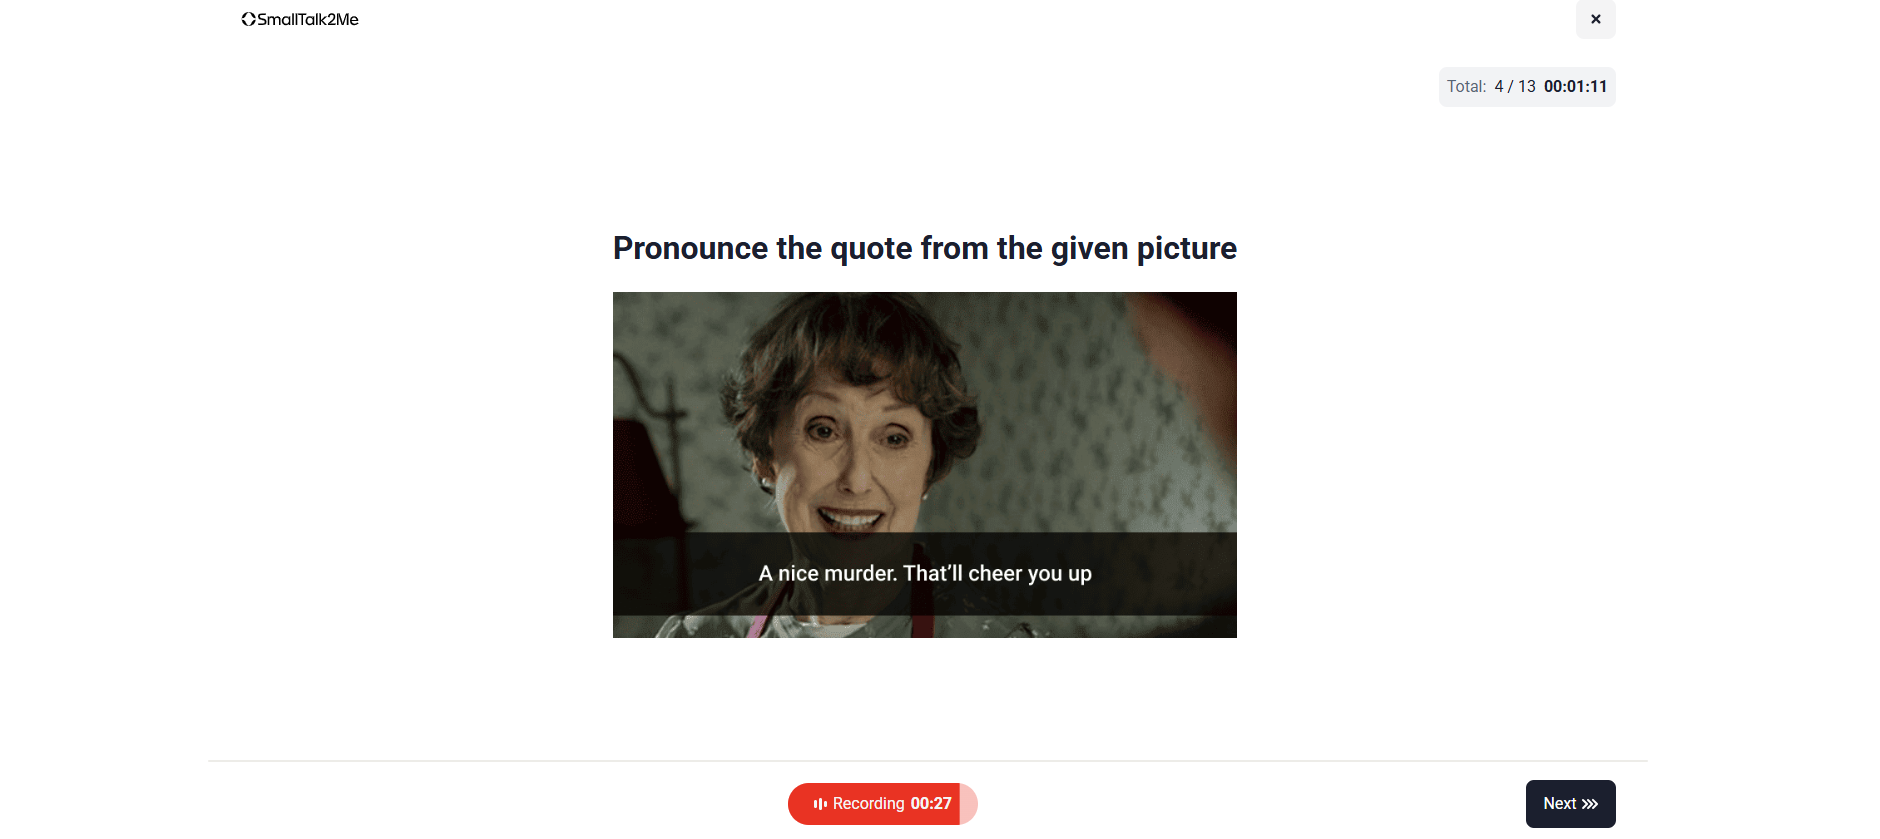 SmallTalk2Me
×
Total: 4 / 13 00:01:11
Pronounce the quote from the given picture
A nice murder. That’ll cheer you up
Recording 00:27
Next